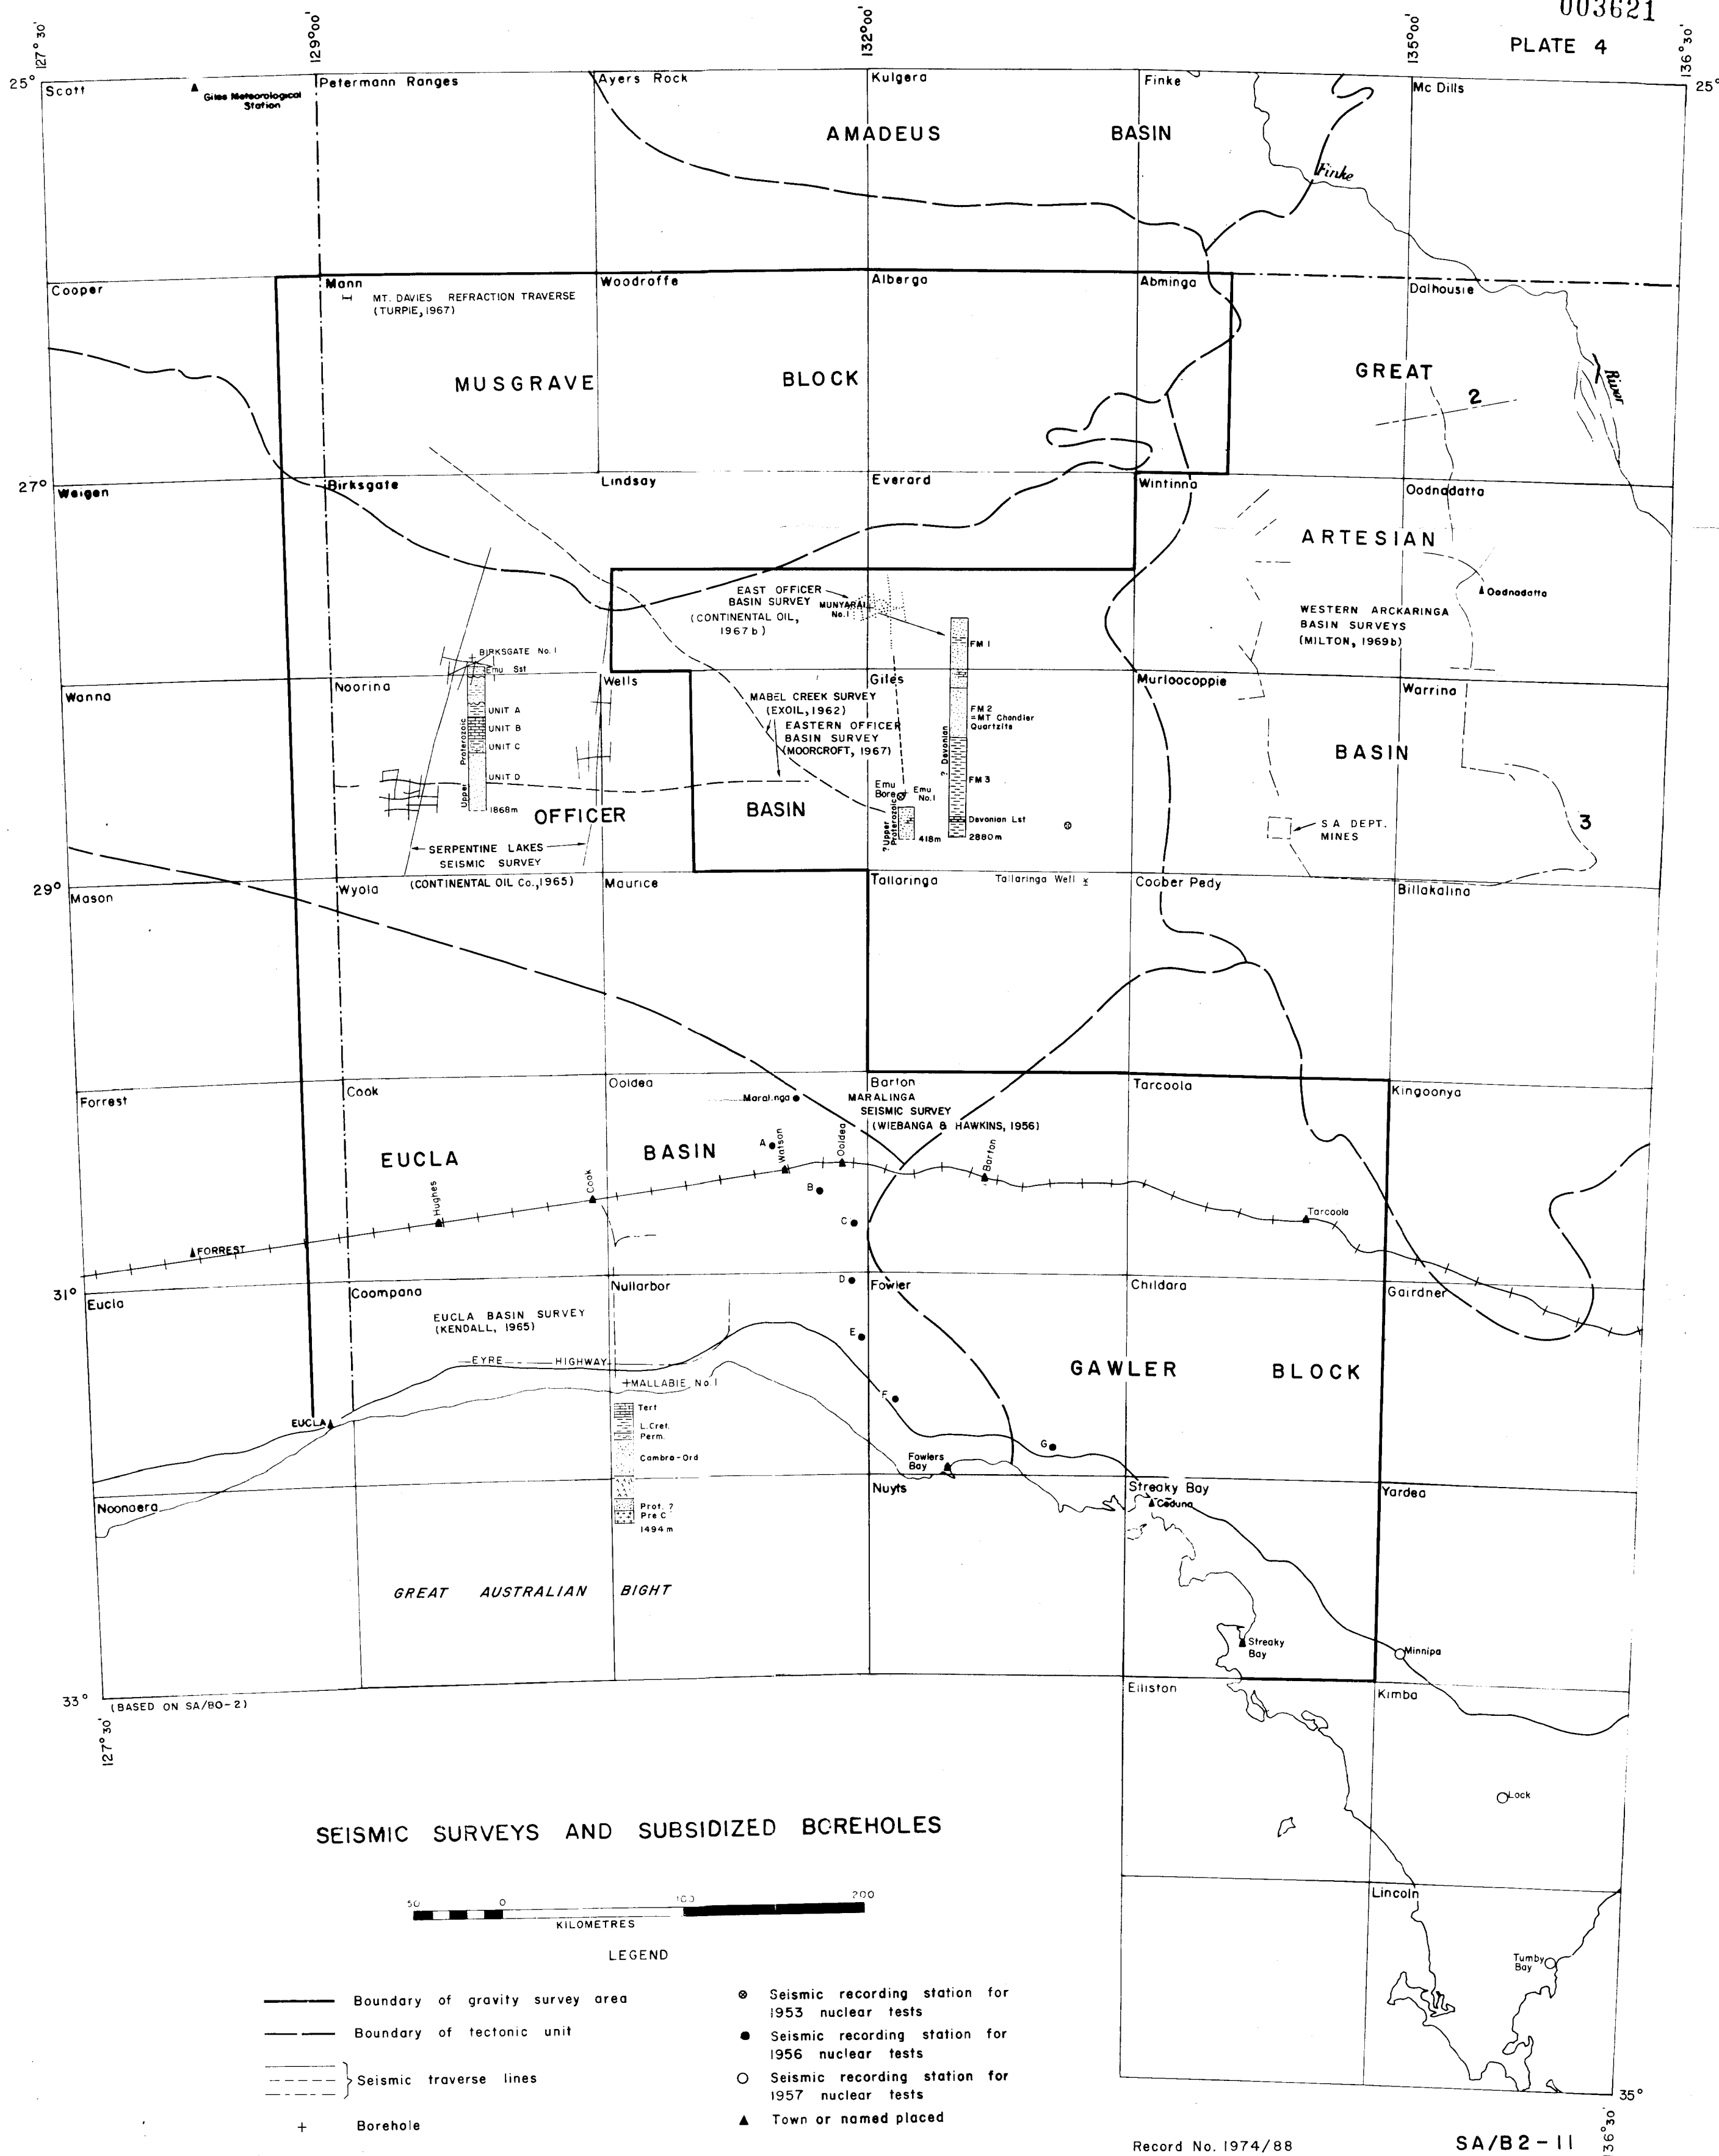 003621
PLATE 4
127° 30'
129° 00'
132° 00'
135° 00'
136° 30'
25°
25°
Scott
Giles Meteorological
Station
Petermann Ranges
Ayers Rock
Kulgera
Finke
Mc Dills
AMADEUS BASIN
Finke
Cooper
Mann
Woodroffe
Alberga
Abminga
Dalhousie
MT. DAVIES REFRACTION TRAVERSE
(TURPIE, 1967)
MUSGRAVE BLOCK
GREAT
River
2
27°
Waigen
Birksgate
Lindsay
Everard
Wintinna
Oodnadatta
ARTESIAN
EAST OFFICER
BASIN SURVEY
(CONTINENTAL OIL,
1967b)
MUNYARAI
No. 1
Oodnadatta
WESTERN ARCKARINGA
BASIN SURVEYS
(MILTON, 1969b)
FM 1
BIRKSGATE No. 1
Emu Sst
Wanna
Noorina
Wells
Giles
Murloocoppie
Warrina
MABEL CREEK SURVEY
(EXOIL, 1962)
EASTERN OFFICER
BASIN SURVEY
(MOORCROFT, 1967)
UNIT A
UNIT B
UNIT C
UNIT D
Upper Proterozoic
1868m
FM 2
=MT Chandler
Quartzite
? Devonian
FM 3
BASIN
Emu
Bore
Emu
No. 1
OFFICER BASIN
?Upper
Proterozoic
418m
Devonian Lst
2880m
S.A. DEPT.
MINES
3
SERPENTINE LAKES
SEISMIC SURVEY
(CONTINENTAL OIL Co., 1965)
29°
Mason
Wyola
Maurice
Tallaringa
Tallaringa Well
Coober Pedy
Billakalina
Forrest
Cook
Ooldea
Barton
Tarcoola
Kingoonya
Maralinga
MARALINGA
SEISMIC SURVEY
(WIEBANGA & HAWKINS, 1956)
EUCLA BASIN
A
Watson
Ooldea
Barton
Hughes
Cook
B
C
Tarcoola
FORREST
31°
Eucla
Coompana
Nullarbor
D
Fowler
Childara
Gairdner
EUCLA BASIN SURVEY
(KENDALL, 1965)
E
EYRE HIGHWAY
GAWLER BLOCK
MALLABIE No. 1
F
EUCLA
Tert
L.Cret.
Perm.
Cambro-Ord
Prot. ?
Pre C
1494m
G
Fowlers
Bay
Noonaera
Nuyts
Streaky Bay
Ceduna
Yardea
GREAT AUSTRALIAN BIGHT
Streaky
Bay
Minnipa
33°
(BASED ON SA/BO-2)
127° 30'
Elliston
Kimba
Lock
SEISMIC SURVEYS AND SUBSIDIZED BOREHOLES
50 0 100 200
KILOMETRES
Lincoln
Tumby
Bay
LEGEND
Boundary of gravity survey area
Boundary of tectonic unit
Seismic traverse lines
Borehole
Seismic recording station for
1953 nuclear tests
Seismic recording station for
1956 nuclear tests
Seismic recording station for
1957 nuclear tests
Town or named placed
35°
136° 30'
Record No. 1974/88
SA/B2-11